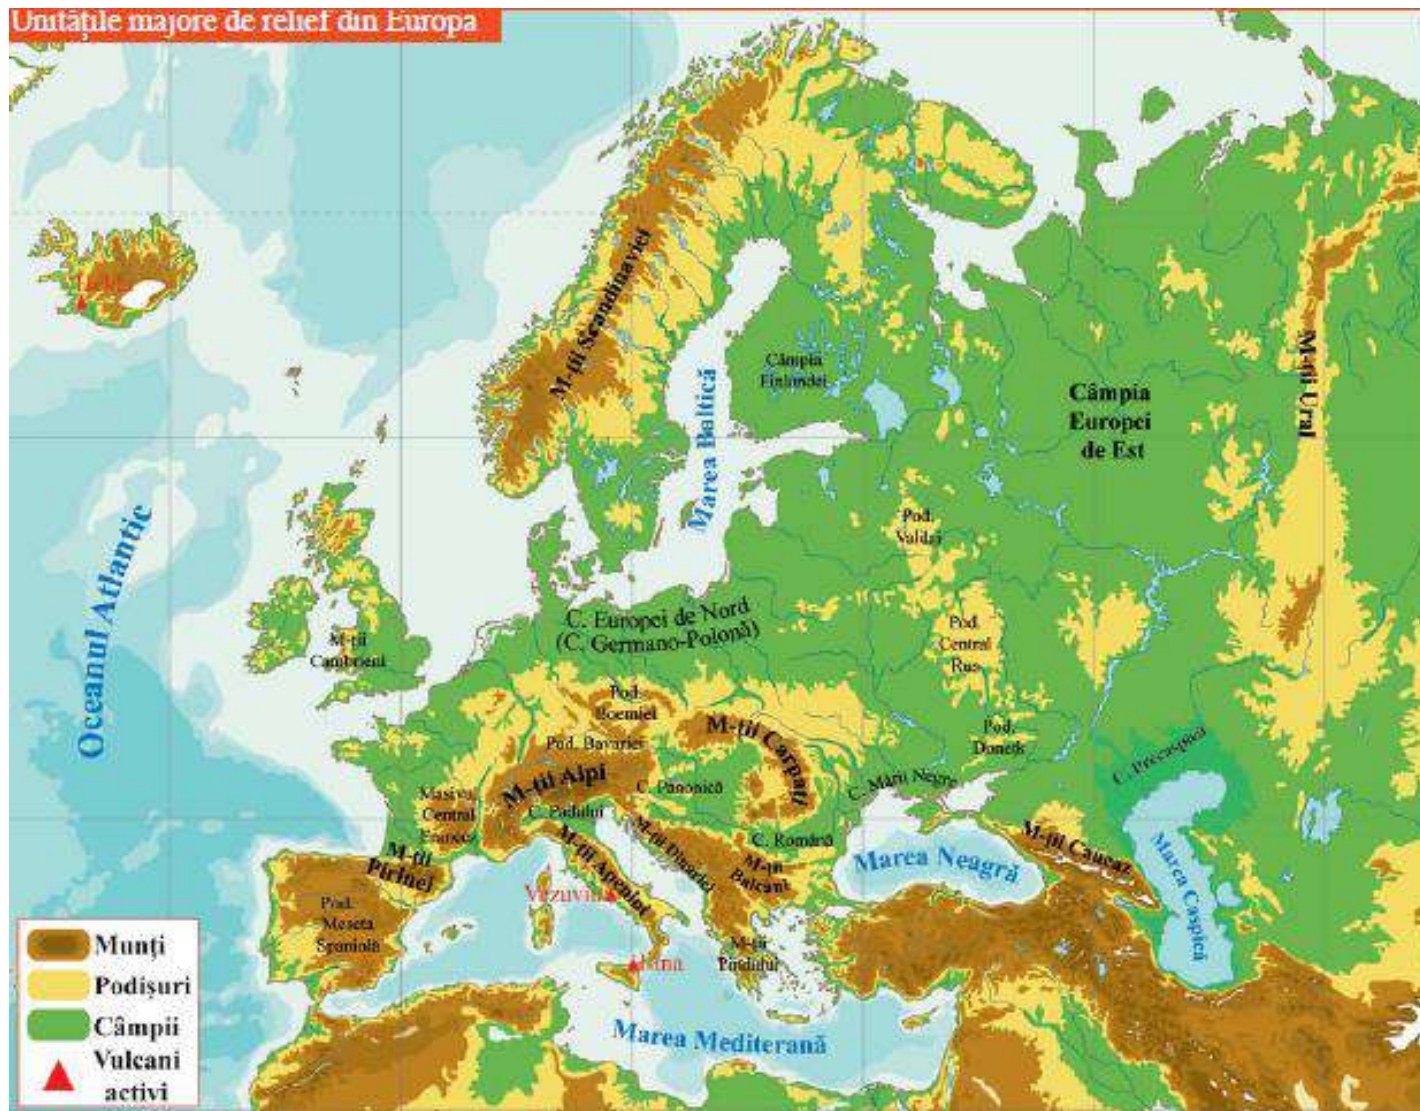 Unitățile majore de relief din Europa
M-ții Scandinaviei
Câmpia
Finlandei
Câmpia
Europei
de Est
M-ții Ural
Marea Baltică
Oceanul Atlantic
Pod.
Valdai
C. Europei de Nord
(C. Germano-Polonă)
M-ții
Cambrieni
Pod.
Central
Rus
Pod.
Boemiei
M-ții Carpați
Pod. Bavariei
Pod.
Donețk
C. Precaspică
M-ții Alpi
C. Panonică
C. Mării Negre
Masivul
Central
Francez
C. Padului
M-ții Dinarici
C. Română
M-ții Caucaz
Marea Caspică
M-ții
Pirinei
M-ții Apenini
M-ții
Balcani
Marea Neagră
Vezuviu
Pod.
Meseta
Spaniolă
M-ții
Pindului
Etna
Marea Mediterană
Munți
Podișuri
Câmpii
Vulcani
activi